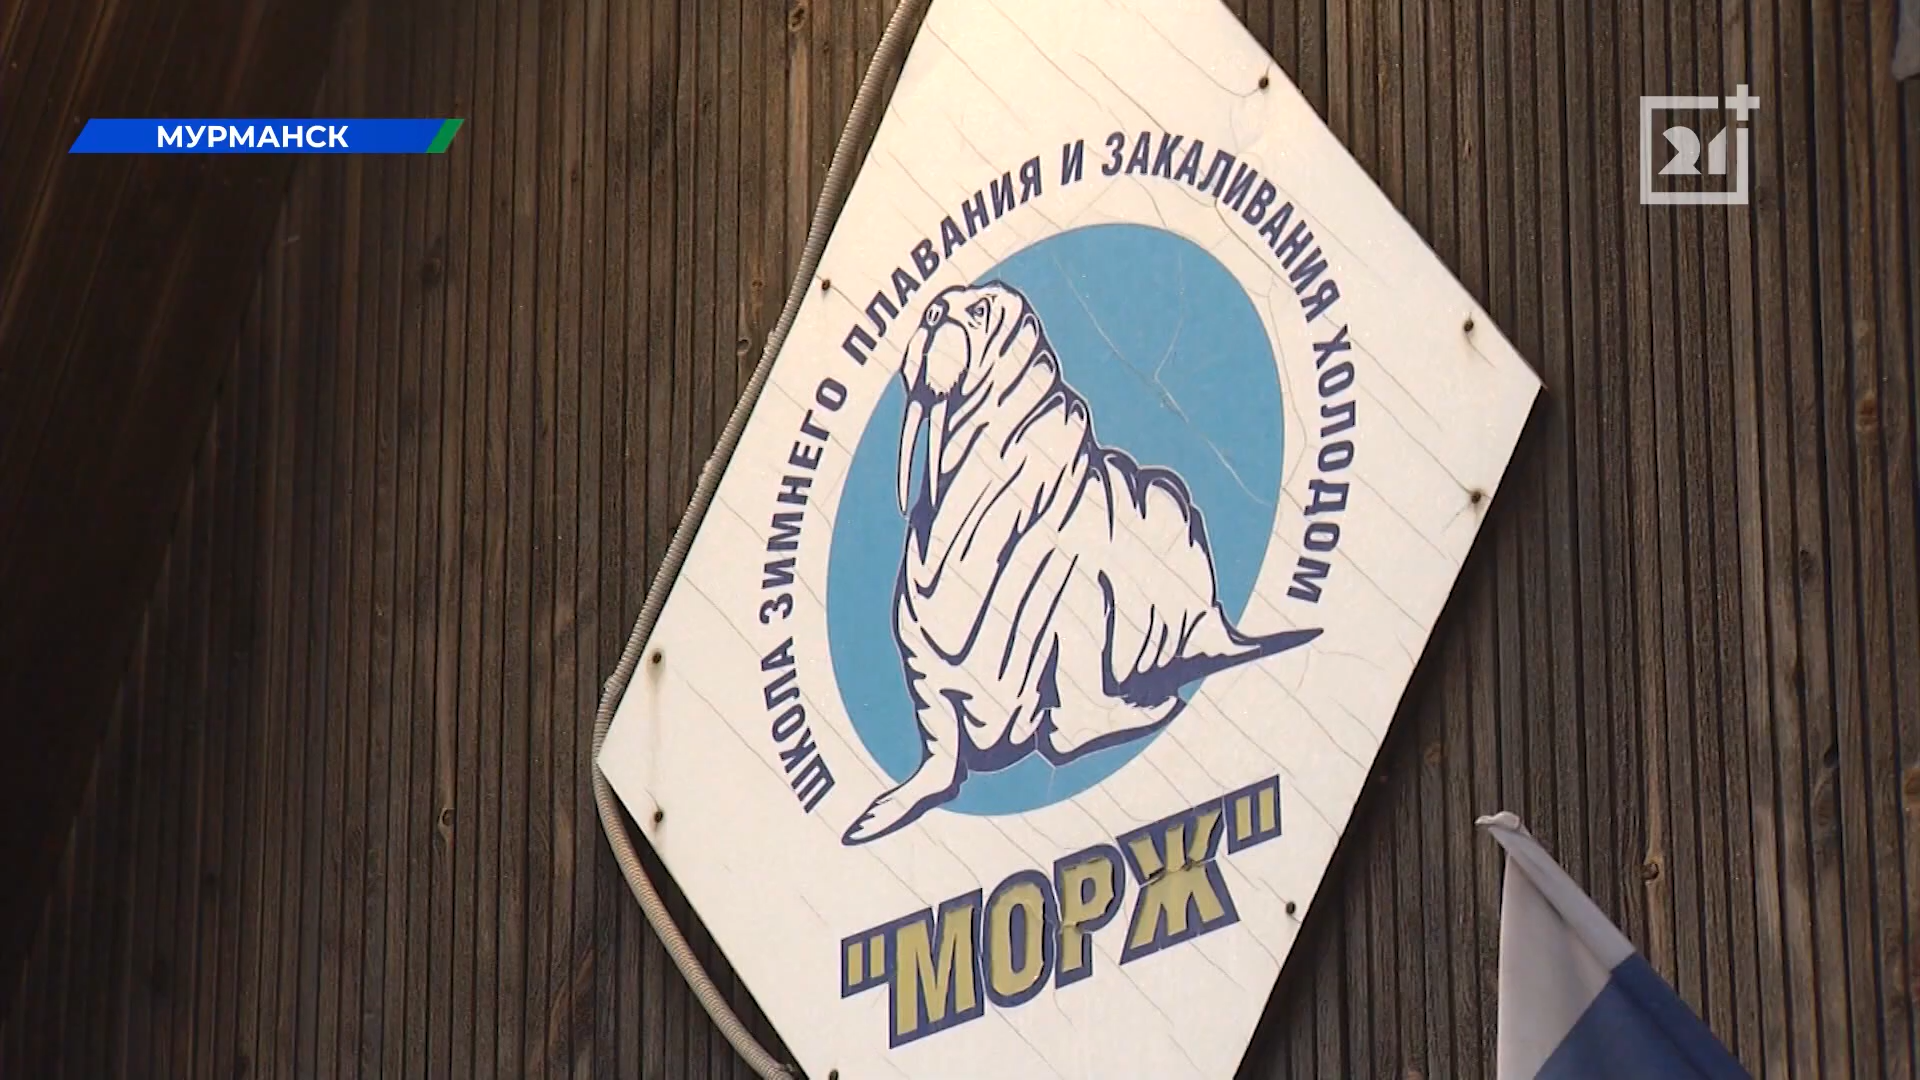 МУРМАНСК
21+
ШКОЛА ЗИМНЕГО ПЛАВАНИЯ И ЗАКАЛИВАНИЯ ХОЛОДОМ
"МОРЖ"